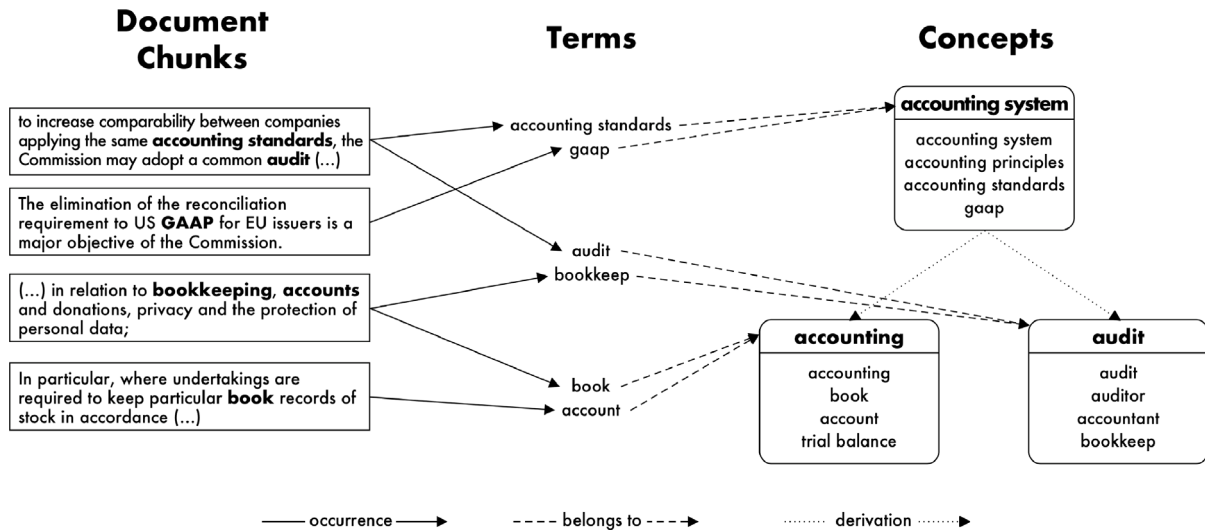 Document
Chunks
Terms
Concepts
to increase comparability between companies
applying the same accounting standards, the
Commission may adopt a common audit (...)
The elimination of the reconciliation
requirement to US GAAP for EU issuers is a
major objective of the Commission.
(...) in relation to bookkeeping, accounts
and donations, privacy and the protection of
personal data;
In particular, where undertakings are
required to keep particular book records of
stock in accordance (...)
accounting standards
gaap
audit
bookkeep
book
account
accounting system
accounting system
accounting principles
accounting standards
gaap
accounting
accounting
book
account
trial balance
audit
audit
auditor
accountant
bookkeep
occurrence
belongs to
derivation